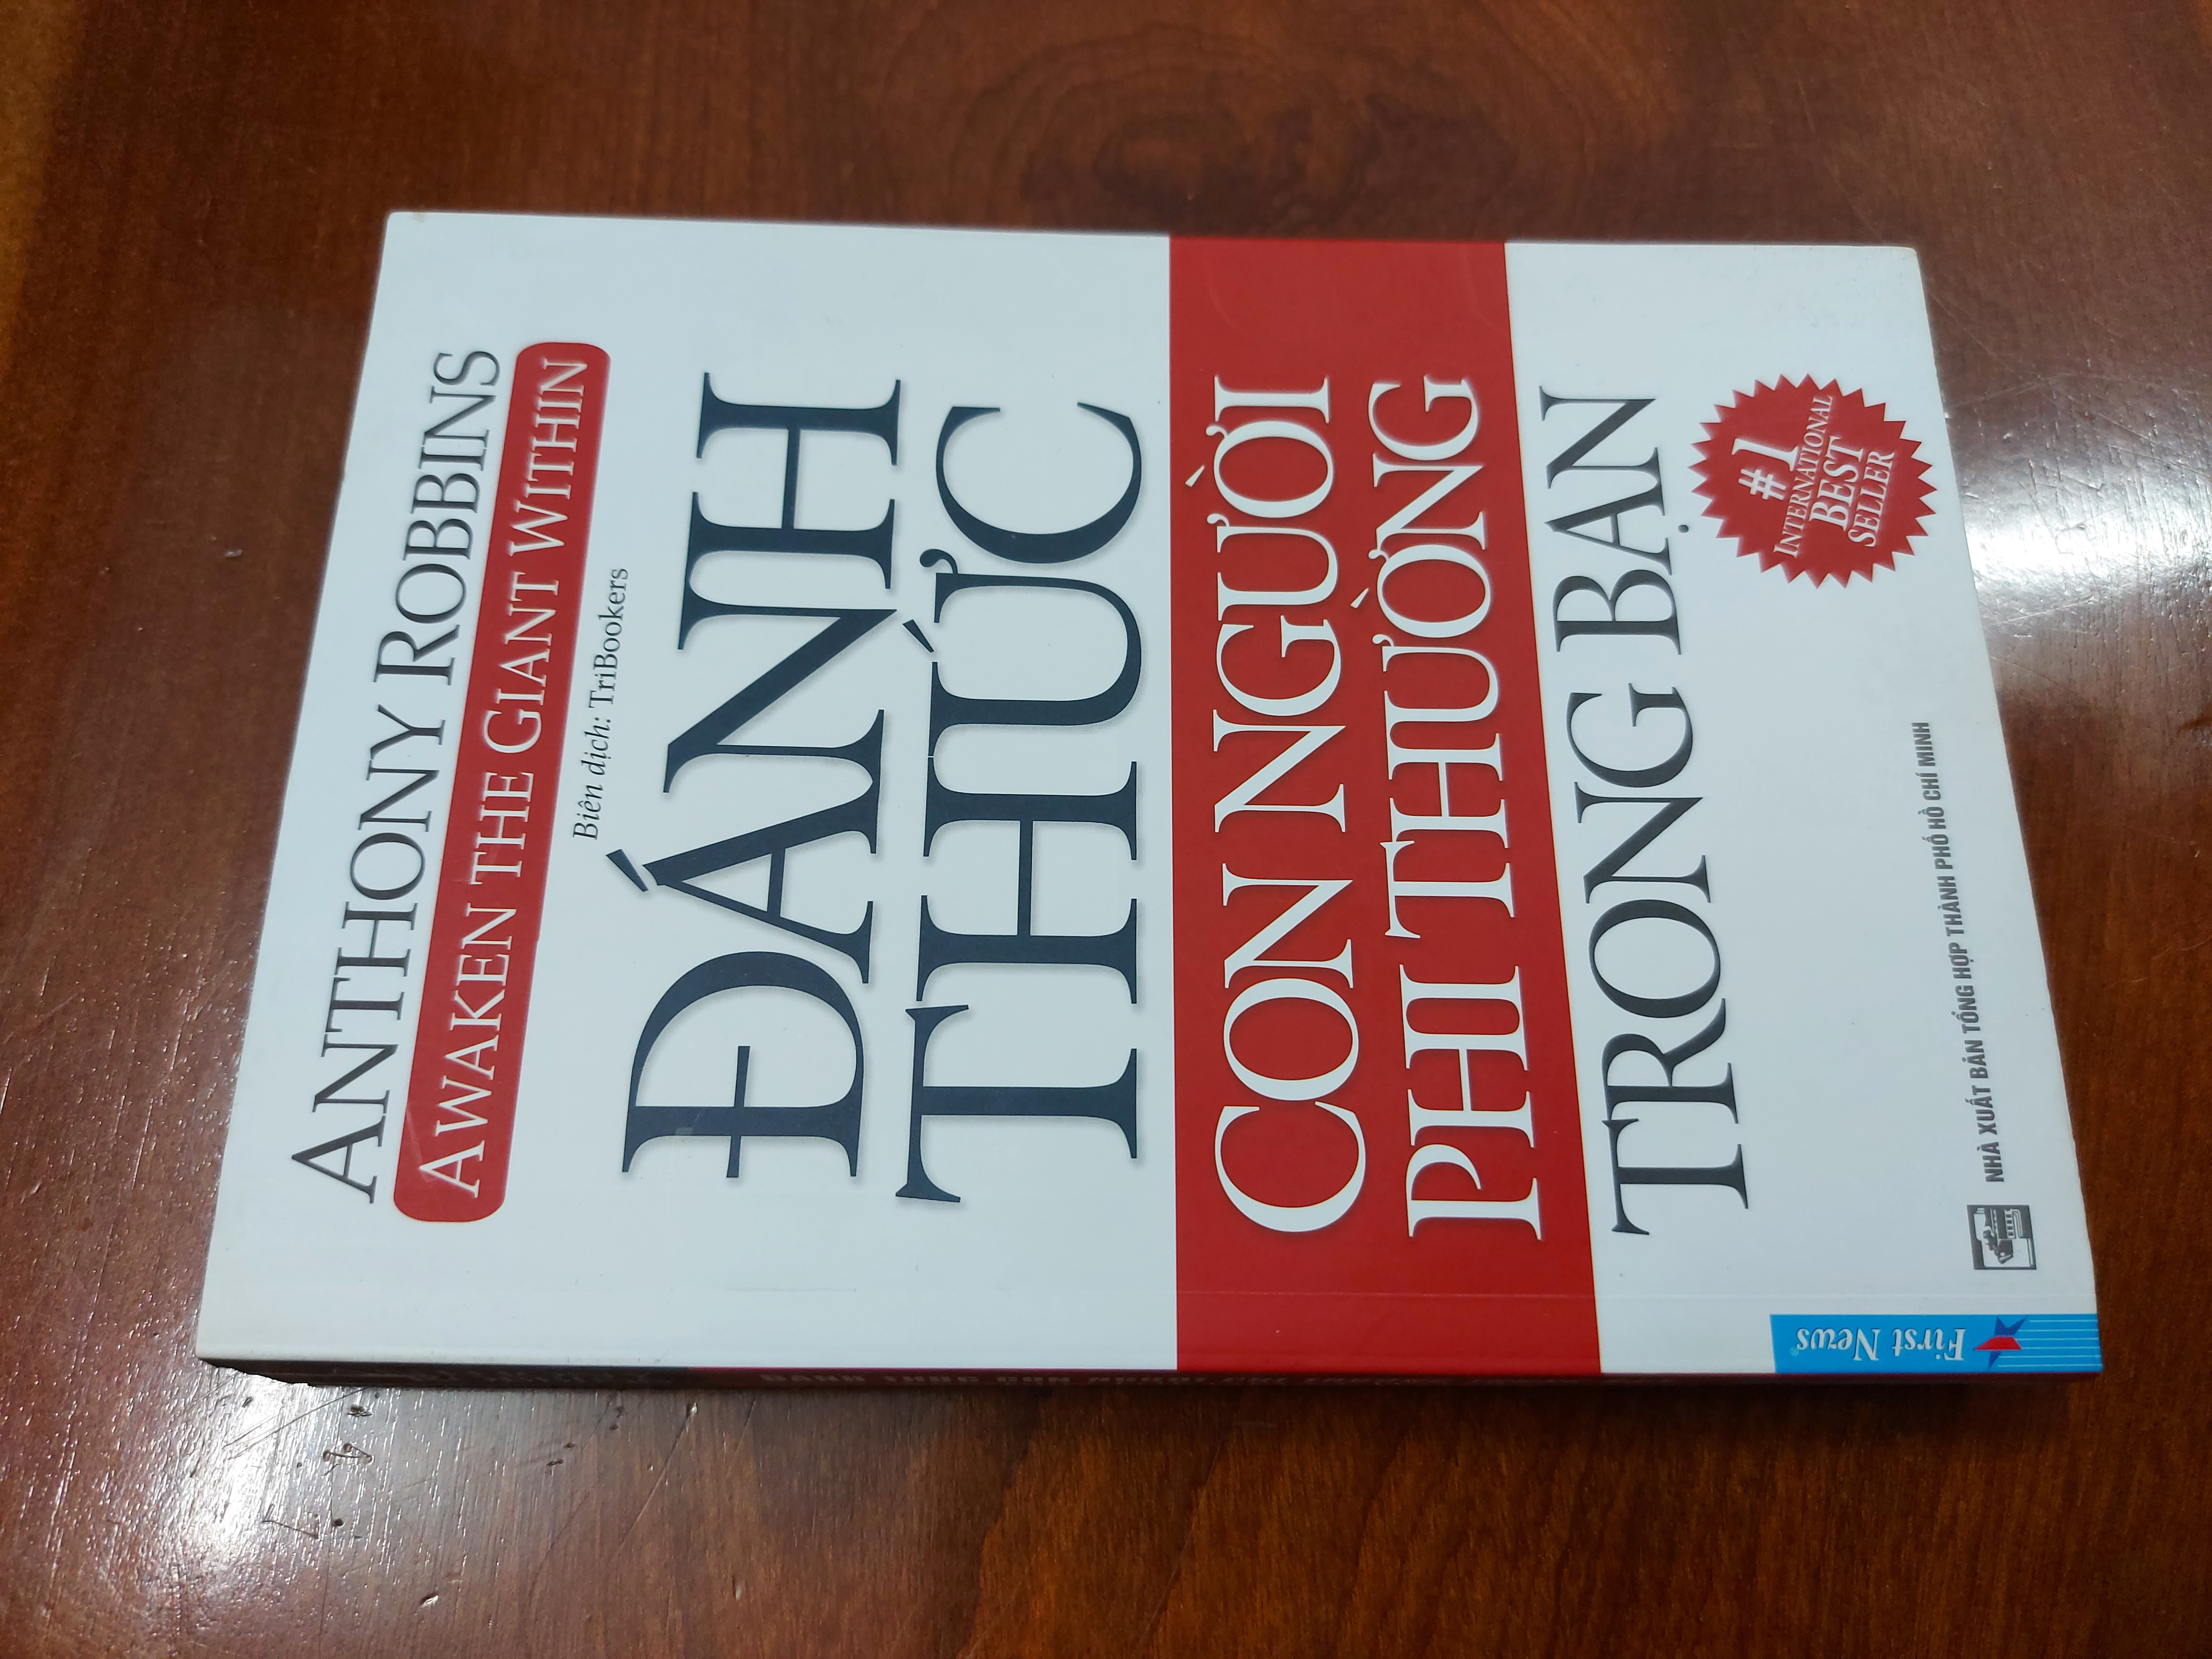 ANTHONY ROBBINS
AWAKEN THE GIANT WITHIN
Biên dịch: TriBookers
ĐÁNH
THỨC
CON NGƯỜI
PHI THƯỜNG
TRONG BẠN
#1
INTERNATIONAL
BEST
SELLER
First News
NHÀ XUẤT BẢN TỔNG HỢP THÀNH PHỐ HỒ CHÍ MINH